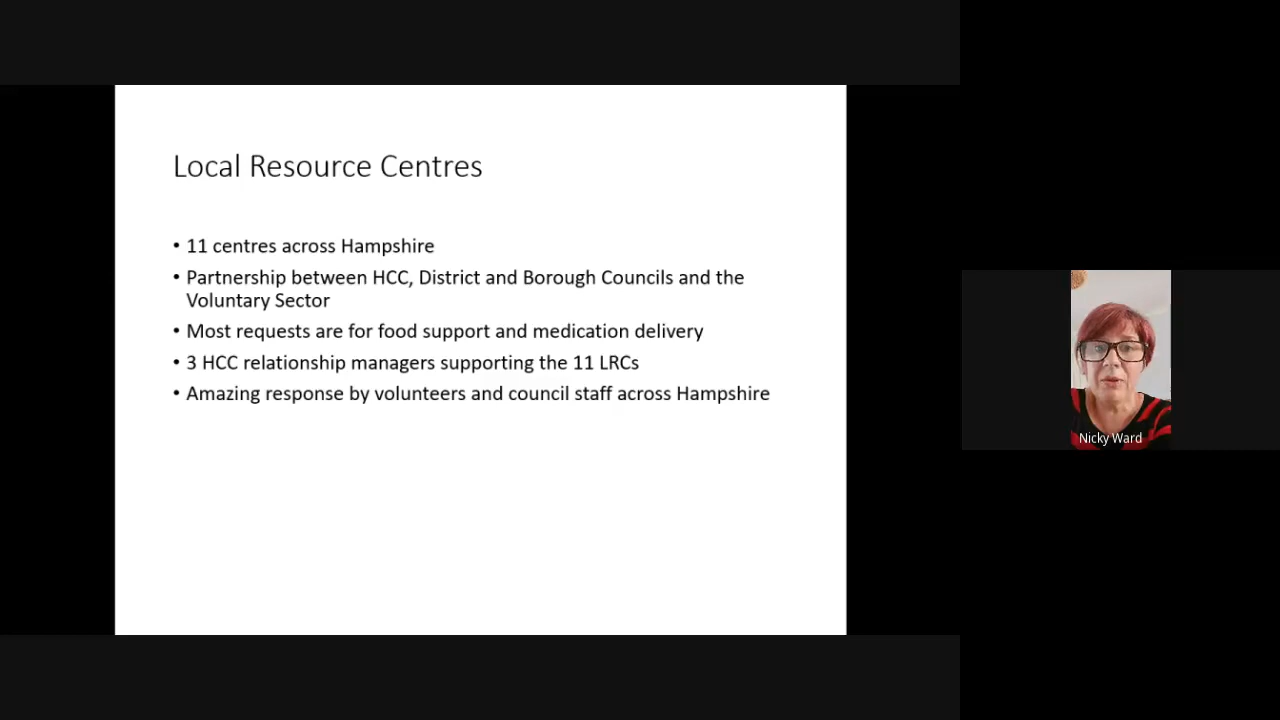 Local Resource Centres
• 11 centres across Hampshire
• Partnership between HCC, District and Borough Councils and the
Voluntary Sector
• Most requests are for food support and medication delivery
• 3 HCC relationship managers supporting the 11 LRCs
• Amazing response by volunteers and council staff across Hampshire
Nicky Ward